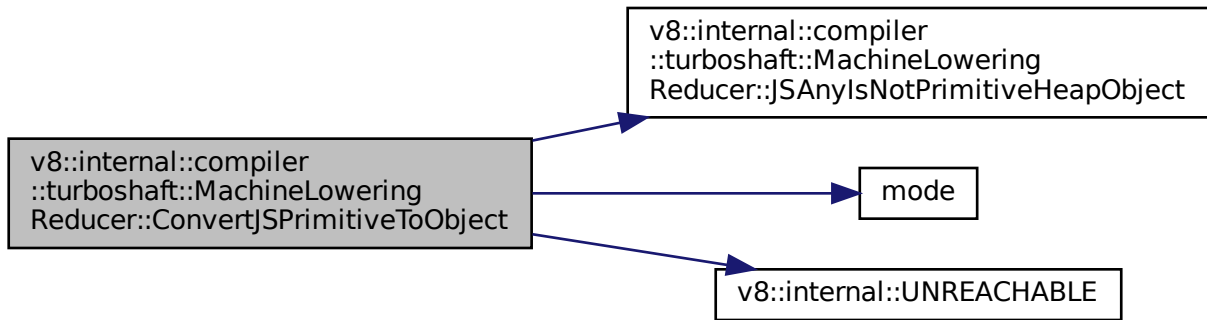 v8::internal::compiler
::turboshaft::MachineLowering
Reducer::ConvertJSPrimitiveToObject
v8::internal::compiler
::turboshaft::MachineLowering
Reducer::JSAnyIsNotPrimitiveHeapObject
mode
v8::internal::UNREACHABLE